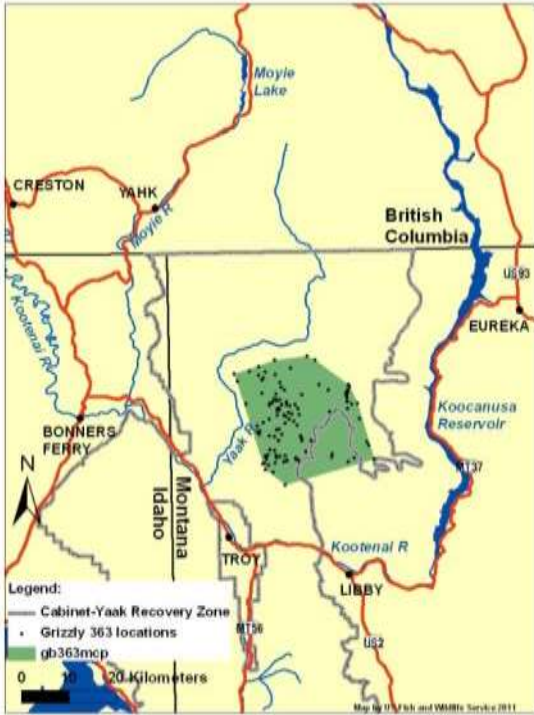 Moyie
Lake
CRESTON
YAHK
Moyie R
British
Columbia
US93
Kootenai R
EUREKA
Koocanusa
Reservoir
BONNERS
FERRY
Yaak R
MT37
N
Idaho
Montana
TROY
Kootenai R
LIBBY
Legend:
Cabinet-Yaak Recovery Zone
Grizzly 363 locations
gb363mcp
MT56
US2
0 10 20 Kilometers
Map by US Fish and Wildlife Service 2011